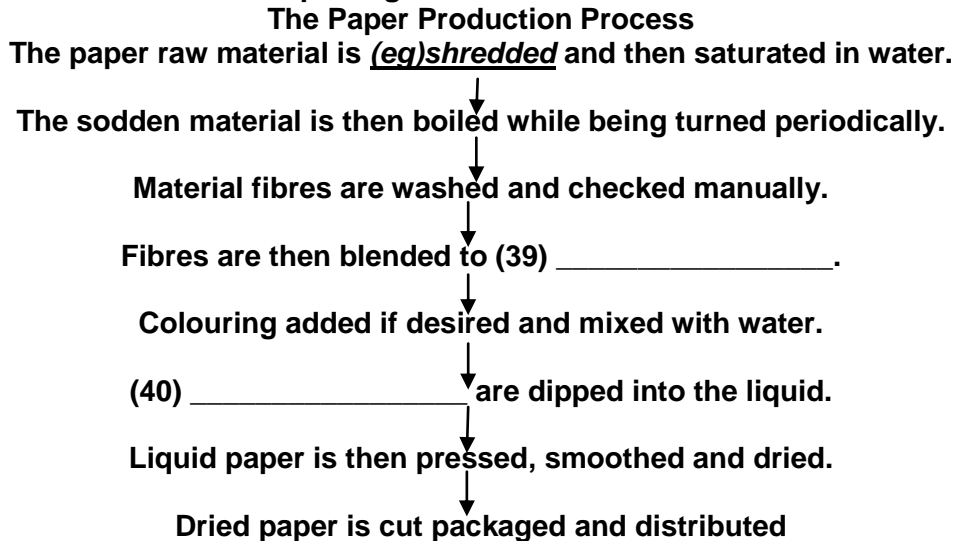 The Paper Production Process
The paper raw material is (eg)shredded and then saturated in water.
The sodden material is then boiled while being turned periodically.
Material fibres are washed and checked manually.
Fibres are then blended to (39) _________________.
Colouring added if desired and mixed with water.
(40) _________________ are dipped into the liquid.
Liquid paper is then pressed, smoothed and dried.
Dried paper is cut packaged and distributed